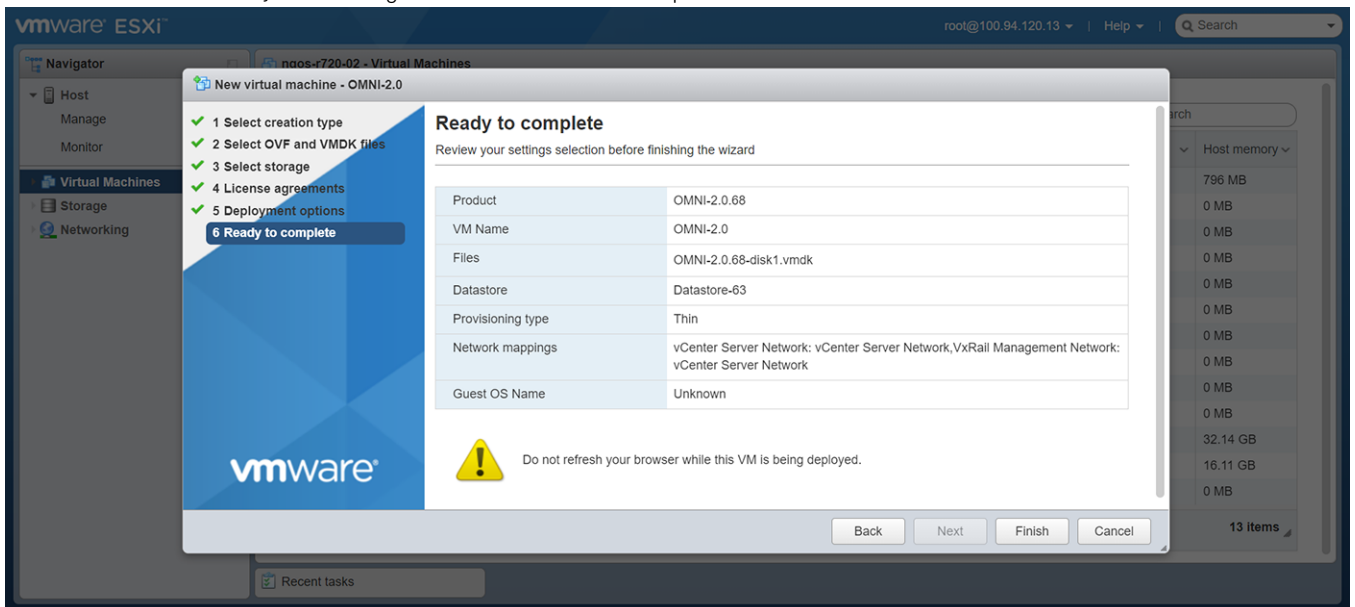 vmware ESXi™
root@100.94.120.13 | Help | Search
Navigator
ngos-r720-02 - Virtual Machines
Host
Manage
Monitor
Virtual Machines
Storage
Networking
New virtual machine - OMNI-2.0
1 Select creation type
2 Select OVF and VMDK files
3 Select storage
4 License agreements
5 Deployment options
6 Ready to complete
vmware®
Ready to complete
Review your settings selection before finishing the wizard
Product OMNI-2.0.68
VM Name OMNI-2.0
Files OMNI-2.0.68-disk1.vmdk
Datastore Datastore-63
Provisioning type Thin
Network mappings vCenter Server Network: vCenter Server Network,VxRail Management Network:
vCenter Server Network
Guest OS Name Unknown
Do not refresh your browser while this VM is being deployed.
Back Next Finish Cancel
Host memory
796 MB
0 MB
0 MB
0 MB
0 MB
0 MB
0 MB
0 MB
0 MB
0 MB
32.14 GB
16.11 GB
0 MB
13 items
Recent tasks